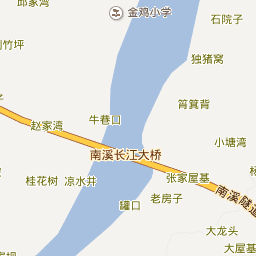 邱家湾
金鸡小学
石院子
竹坪
独猪窝
筲箕背
牛巷口
赵家湾
小塘湾
南溪长江大桥
张家屋基
桂花树
凉水井
南溪隧道
老房子
罐口
大龙头
大屋基
坝